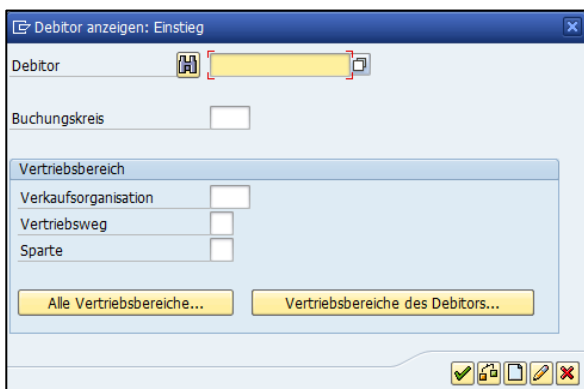 Debitor anzeigen: Einstieg
Debitor
Buchungskreis
Vertriebsbereich
Verkaufsorganisation
Vertriebsweg
Sparte
Alle Vertriebsbereiche... Vertriebsbereiche des Debitors...